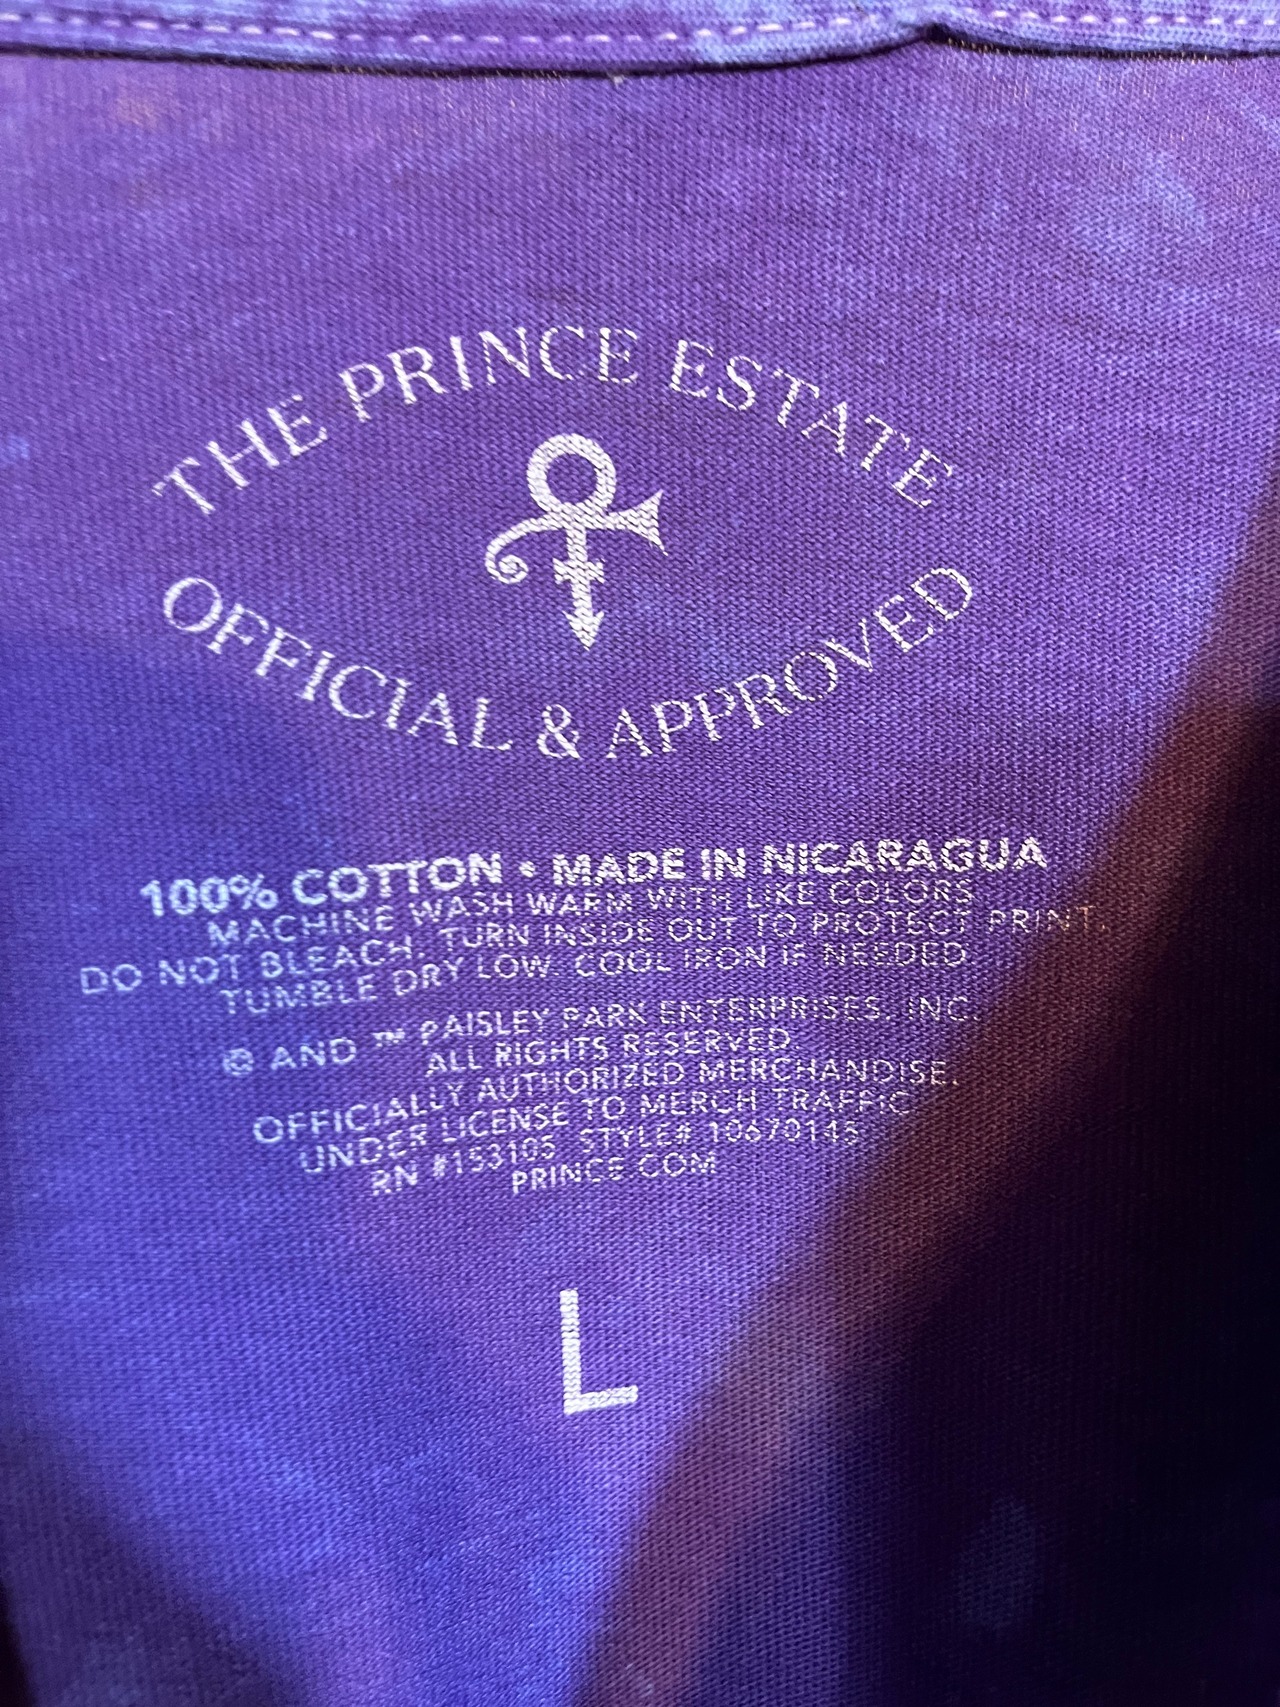 THE PRINCE ESTATE
OFFICIAL & APPROVED
100% COTTON • MADE IN NICARAGUA
MACHINE WASH WARM WITH LIKE COLORS
DO NOT BLEACH. TURN INSIDE OUT TO PROTECT PRINT.
TUMBLE DRY LOW. COOL IRON IF NEEDED.
© AND ™ PAISLEY PARK ENTERPRISES, INC.
ALL RIGHTS RESERVED.
OFFICIALLY AUTHORIZED MERCHANDISE.
UNDER LICENSE TO MERCH TRAFFIC
RN #153105 STYLE# 10670145
PRINCE.COM
L